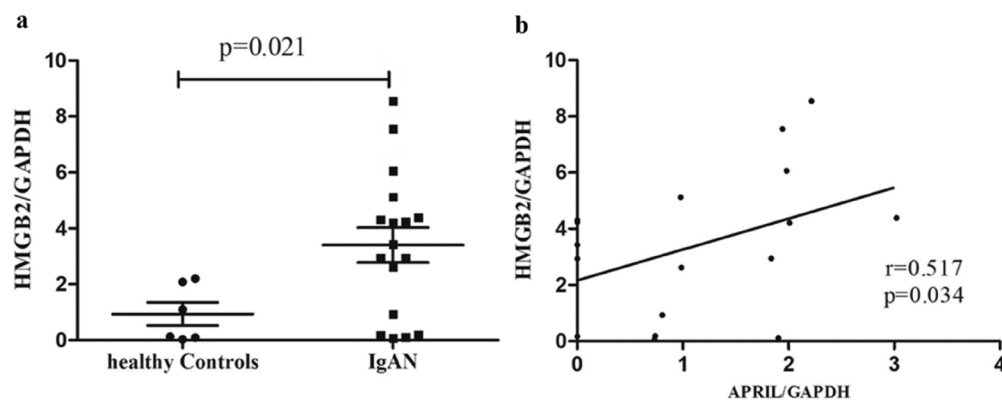 a
p=0.021
HMGB2/GAPDH
10
8
6
4
2
0
healthy Controls
IgAN
b
HMGB2/GAPDH
10
8
6
4
2
0
r=0.517
p=0.034
0
1
2
3
4
APRIL/GAPDH